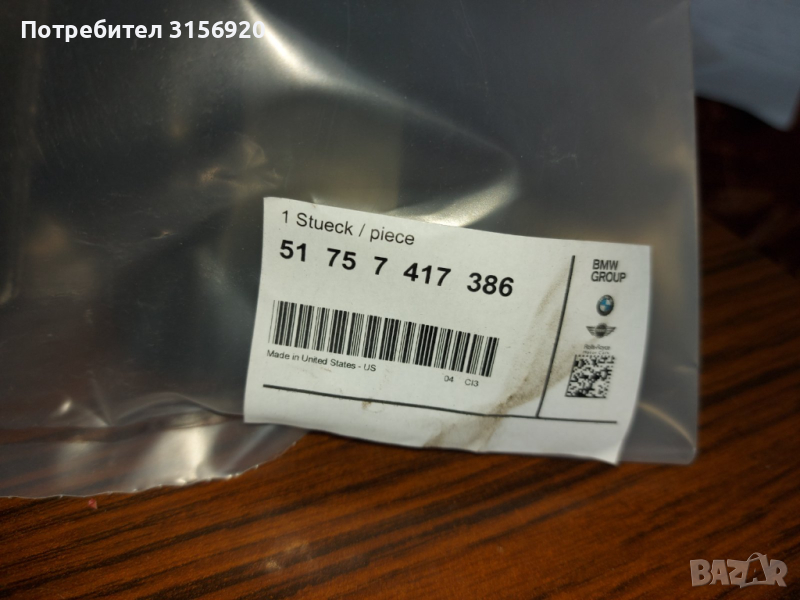 Потребител 3156920
1 Stueck / piece
51 75 7 417 386
Made in United States - US
04 CI3
BMW
GROUP
BAZAR